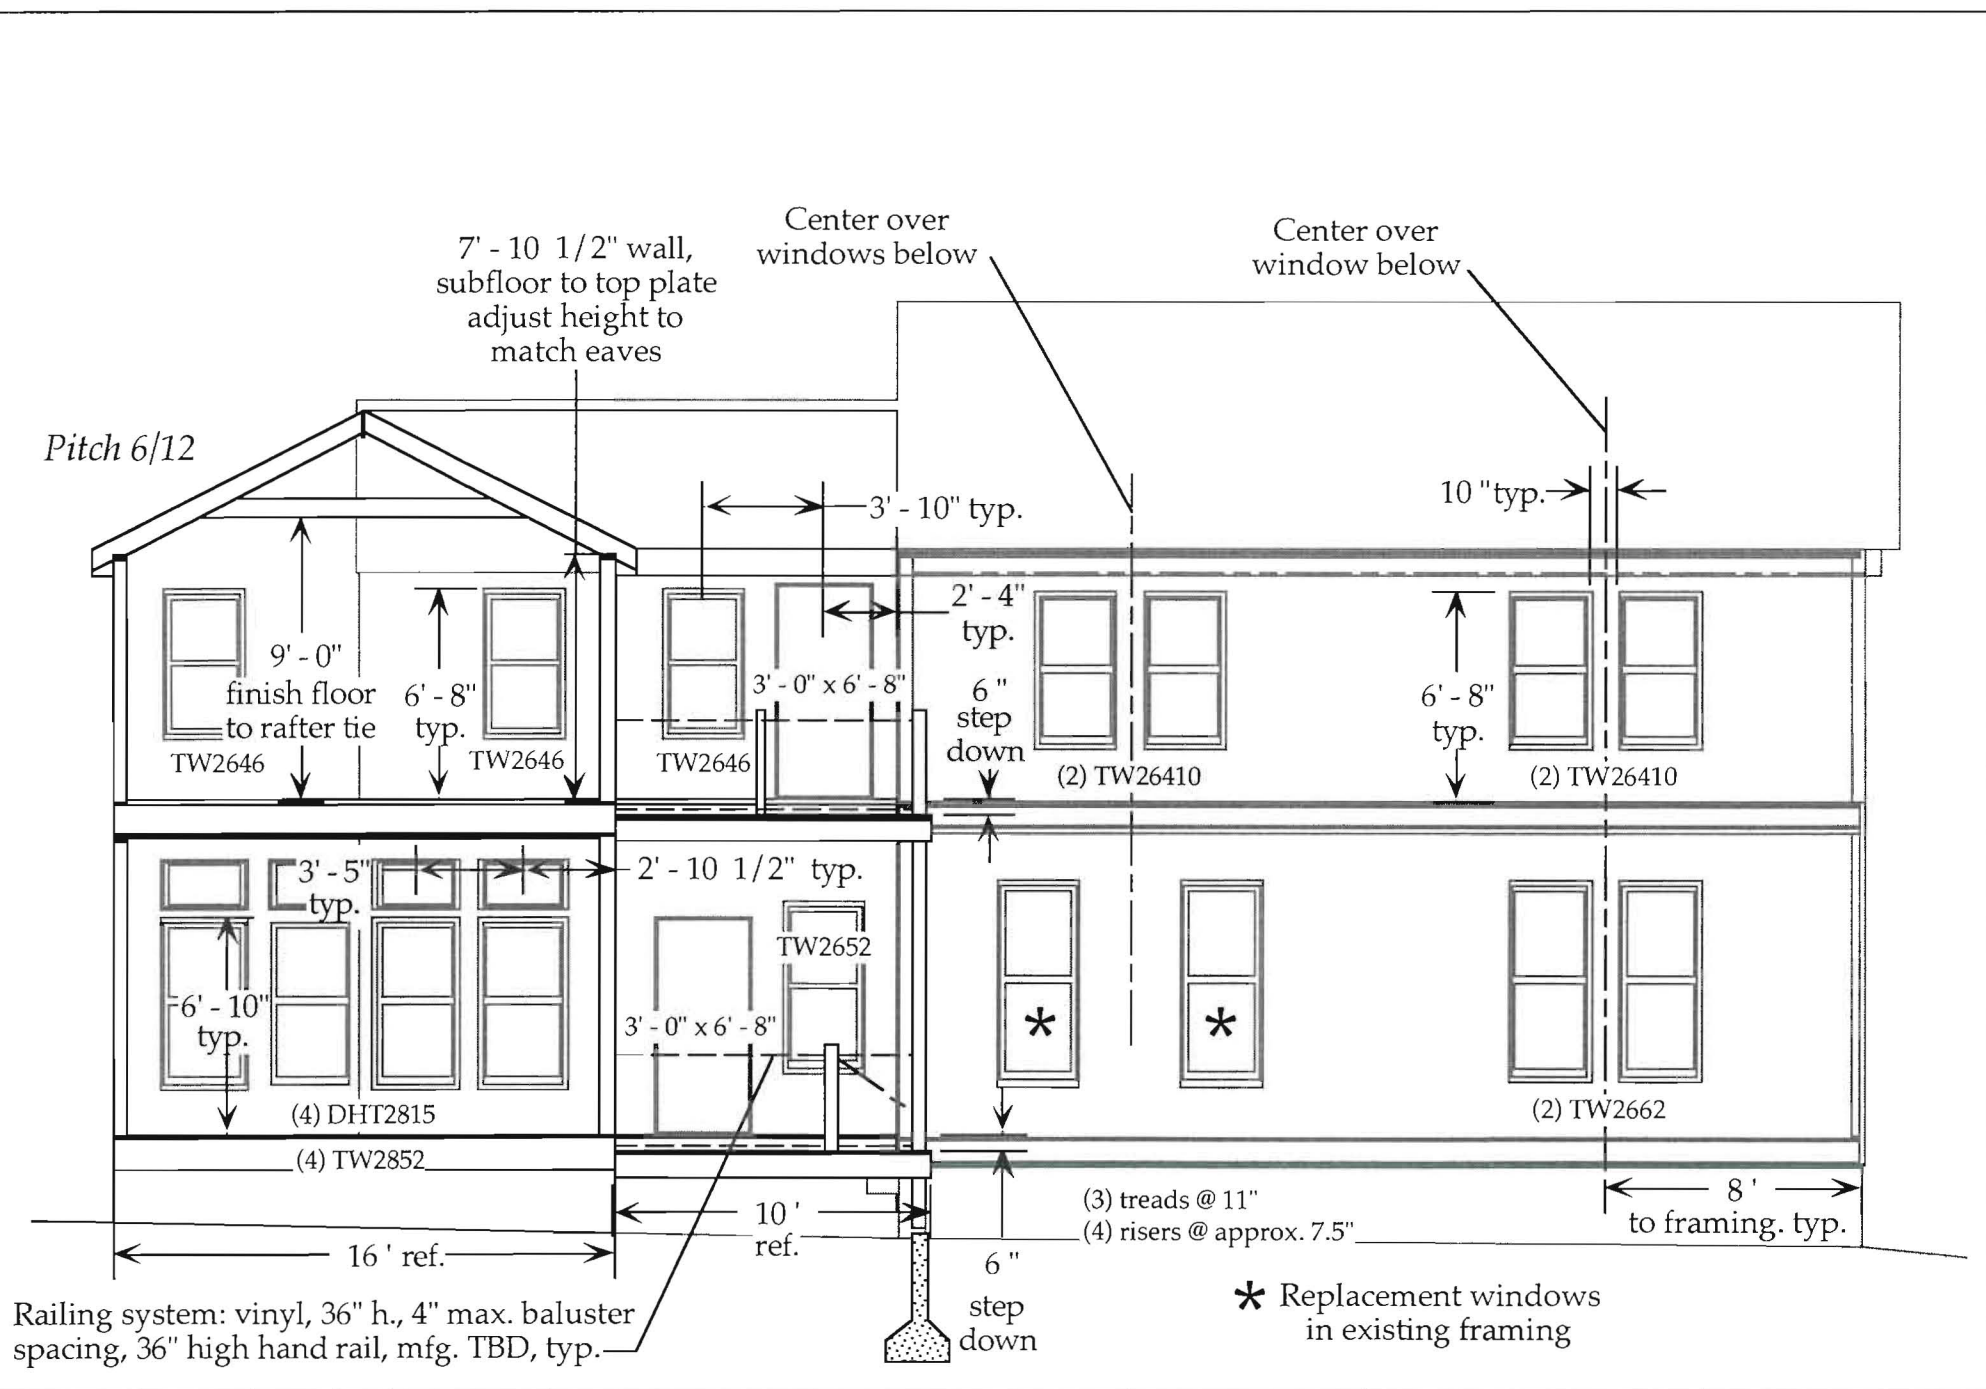 Center over
windows below
Center over
window below
7' - 10 1/2" wall,
subfloor to top plate
adjust height to
match eaves
Pitch 6/12
3' - 10" typ.
10 "typ.
2' - 4"
typ.
9' - 0"
finish floor
to rafter tie
6' - 8"
typ.
3' - 0" x 6' - 8"
6 "
step
down
6' - 8"
typ.
TW2646
TW2646
TW2646
(2) TW26410
(2) TW26410
3' - 5"
typ.
2' - 10 1/2" typ.
TW2652
6' - 10"
typ.
3' - 0" x 6' - 8"
*
*
(4) DHT2815
(2) TW2662
(4) TW2852
10 '
ref.
(3) treads @ 11"
(4) risers @ approx. 7.5"
8 '
to framing. typ.
16 ' ref.
6 "
step
down
* Replacement windows
in existing framing
Railing system: vinyl, 36" h., 4" max. baluster
spacing, 36" high hand rail, mfg. TBD, typ.